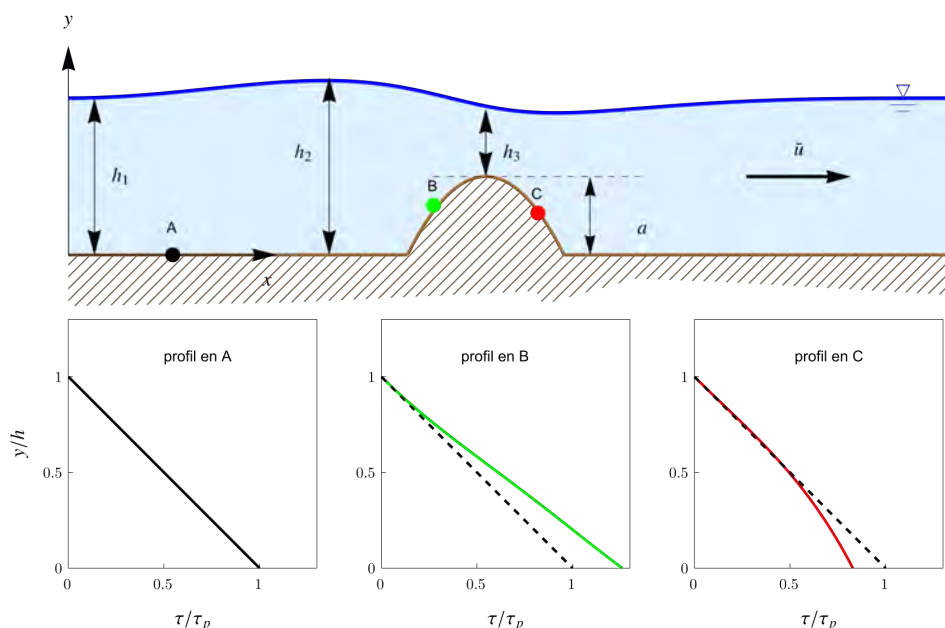 y
h₁
h₂
h₃
ū
B
C
A
a
x
profil en A
profil en B
profil en C
y/h
1
0.5
0
0
0.5
1
τ/τₚ
1
0.5
0
0
0.5
1
τ/τₚ
1
0.5
0
0
0.5
1
τ/τₚ